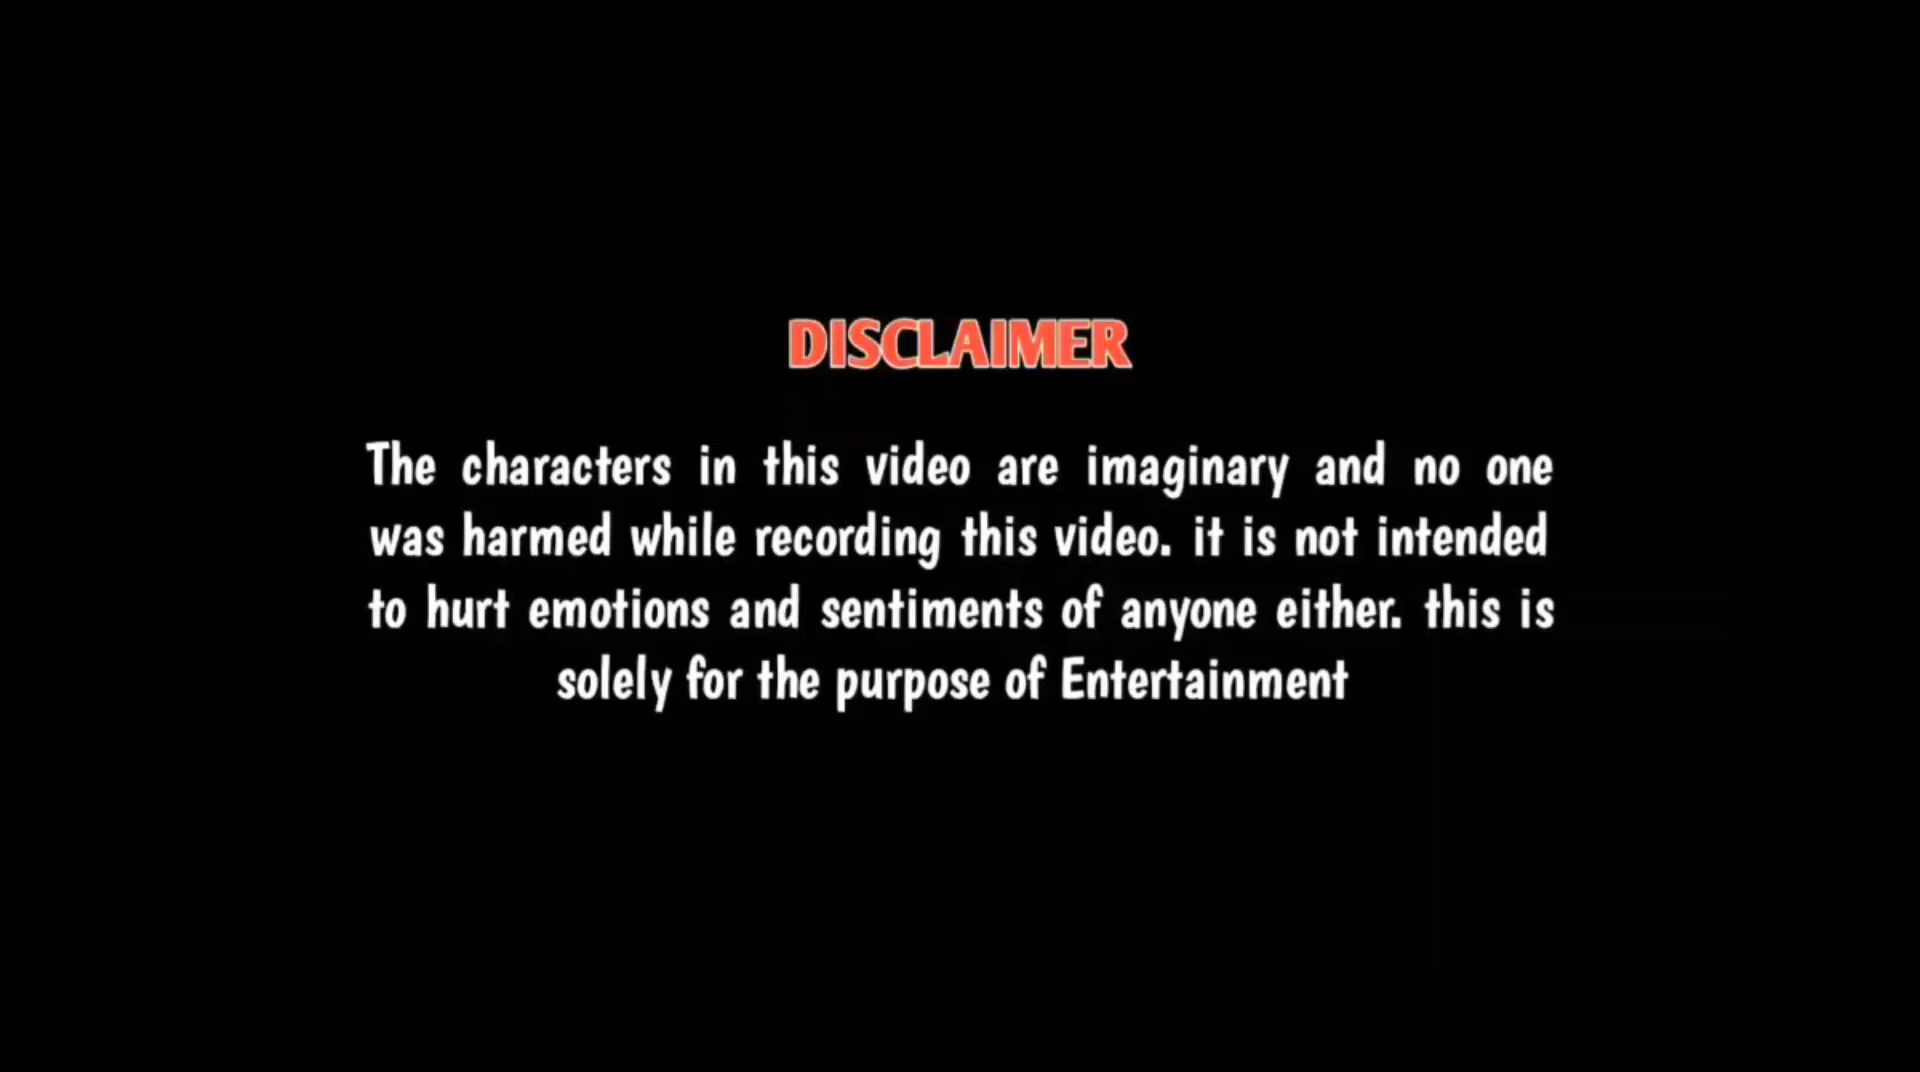 DISCLAIMER
The characters in this video are imaginary and no one
was harmed while recording this video. it is not intended
to hurt emotions and sentiments of anyone either. this is
solely for the purpose of Entertainment